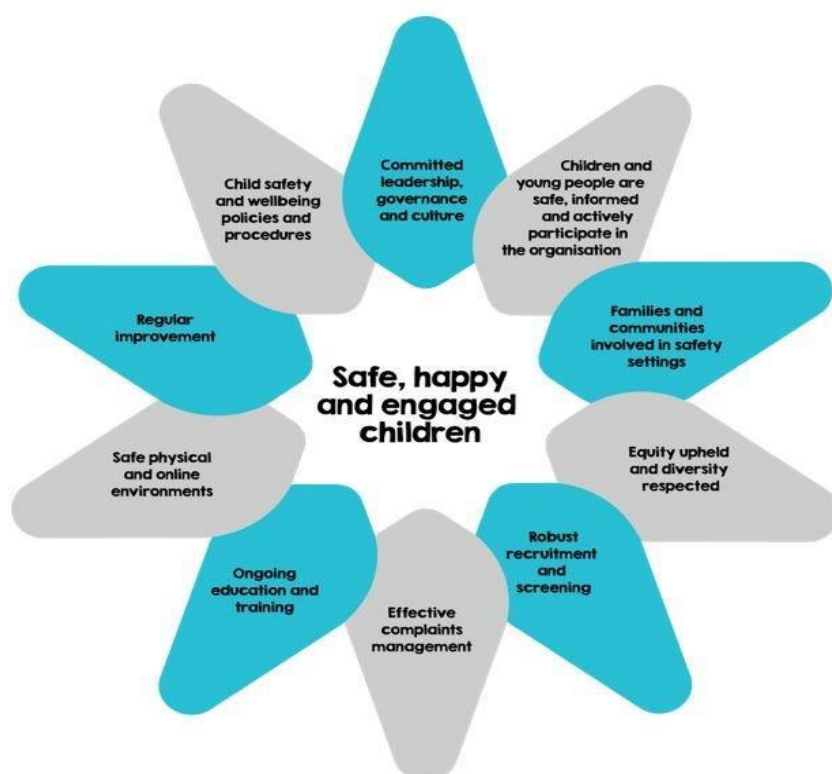 Committed
leadership,
governance
and culture
Children and
young people are
safe, informed
and actively
participate in
the organisation
Families and
communities
involved in safety
settings
Equity upheld
and diversity
respected
Robust
recruitment
and
screening
Effective
complaints
management
Ongoing
education and
training
Safe physical
and online
environments
Regular
improvement
Child safety
and wellbeing
policies and
procedures
Safe, happy
and engaged
children